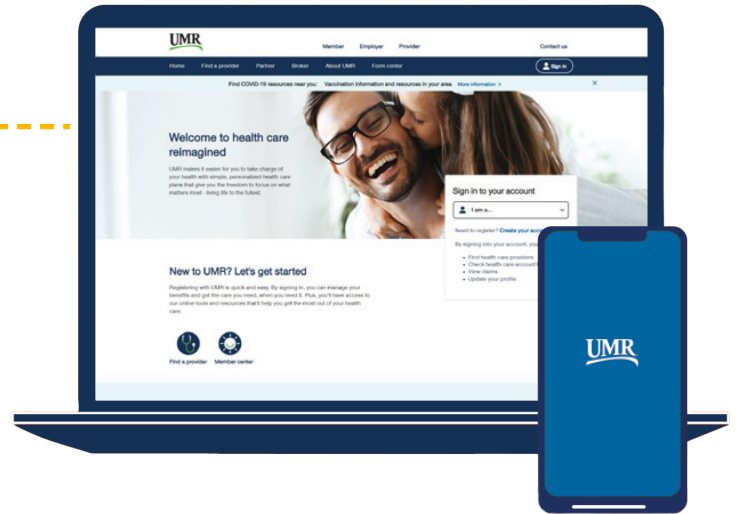 UMR
Member Employer Provider Contact us
Home Find a provider Partner Broker About UMR Form center Sign in
Find COVID-19 resources near you: Vaccination information and resources in your area. More information >
Welcome to health care
reimagined
UMR makes it easier for you to take charge of
your health with simple, personalized health care
plans that give you the freedom to focus on what
matters most - living life to the fullest.
Sign in to your account
I am a...
Need to register? Create your
By signing into your account,
• Find health care providers
• Check health care account
• View claims
• Update your profile
New to UMR? Let's get started
Registering with UMR is quick and easy. By signing in, you can manage your
benefits and get the care you need, when you need it. Plus, you'll have access to
our online tools and resources that'll help you get the most out of your health
care.
Find a provider Member center
UMR